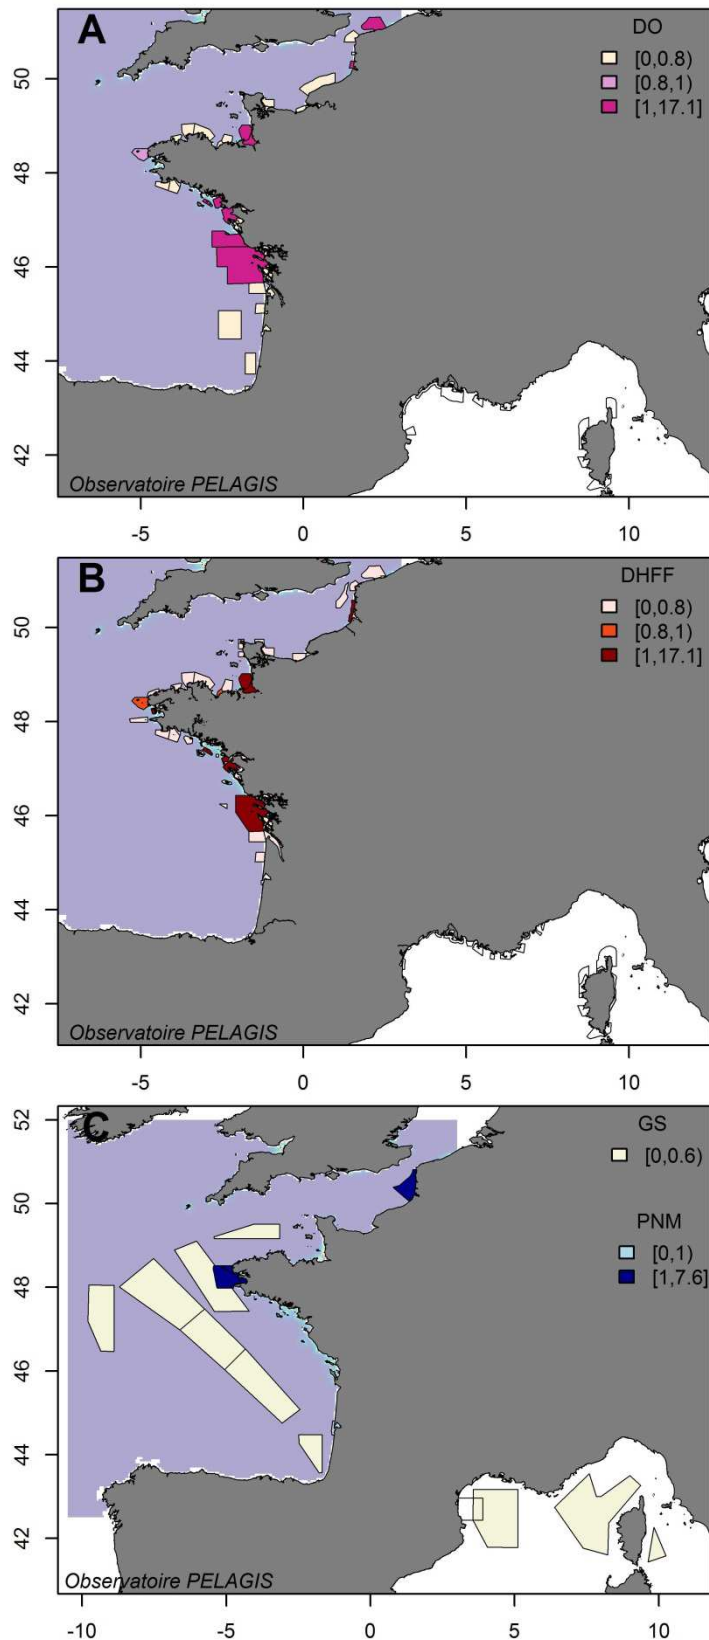 A
DO
[0,0.8)
[0.8,1)
[1,17.1]
50
48
46
44
42
Observatoire PELAGIS
-5 0 5 10
B
DHFF
[0,0.8)
[0.8,1)
[1,17.1]
50
48
46
44
42
Observatoire PELAGIS
-5 0 5 10
C
52
GS
[0,0.6)
50
PNM
[0,1)
[1,7.6]
48
46
44
42
Observatoire PELAGIS
-10 -5 0 5 10